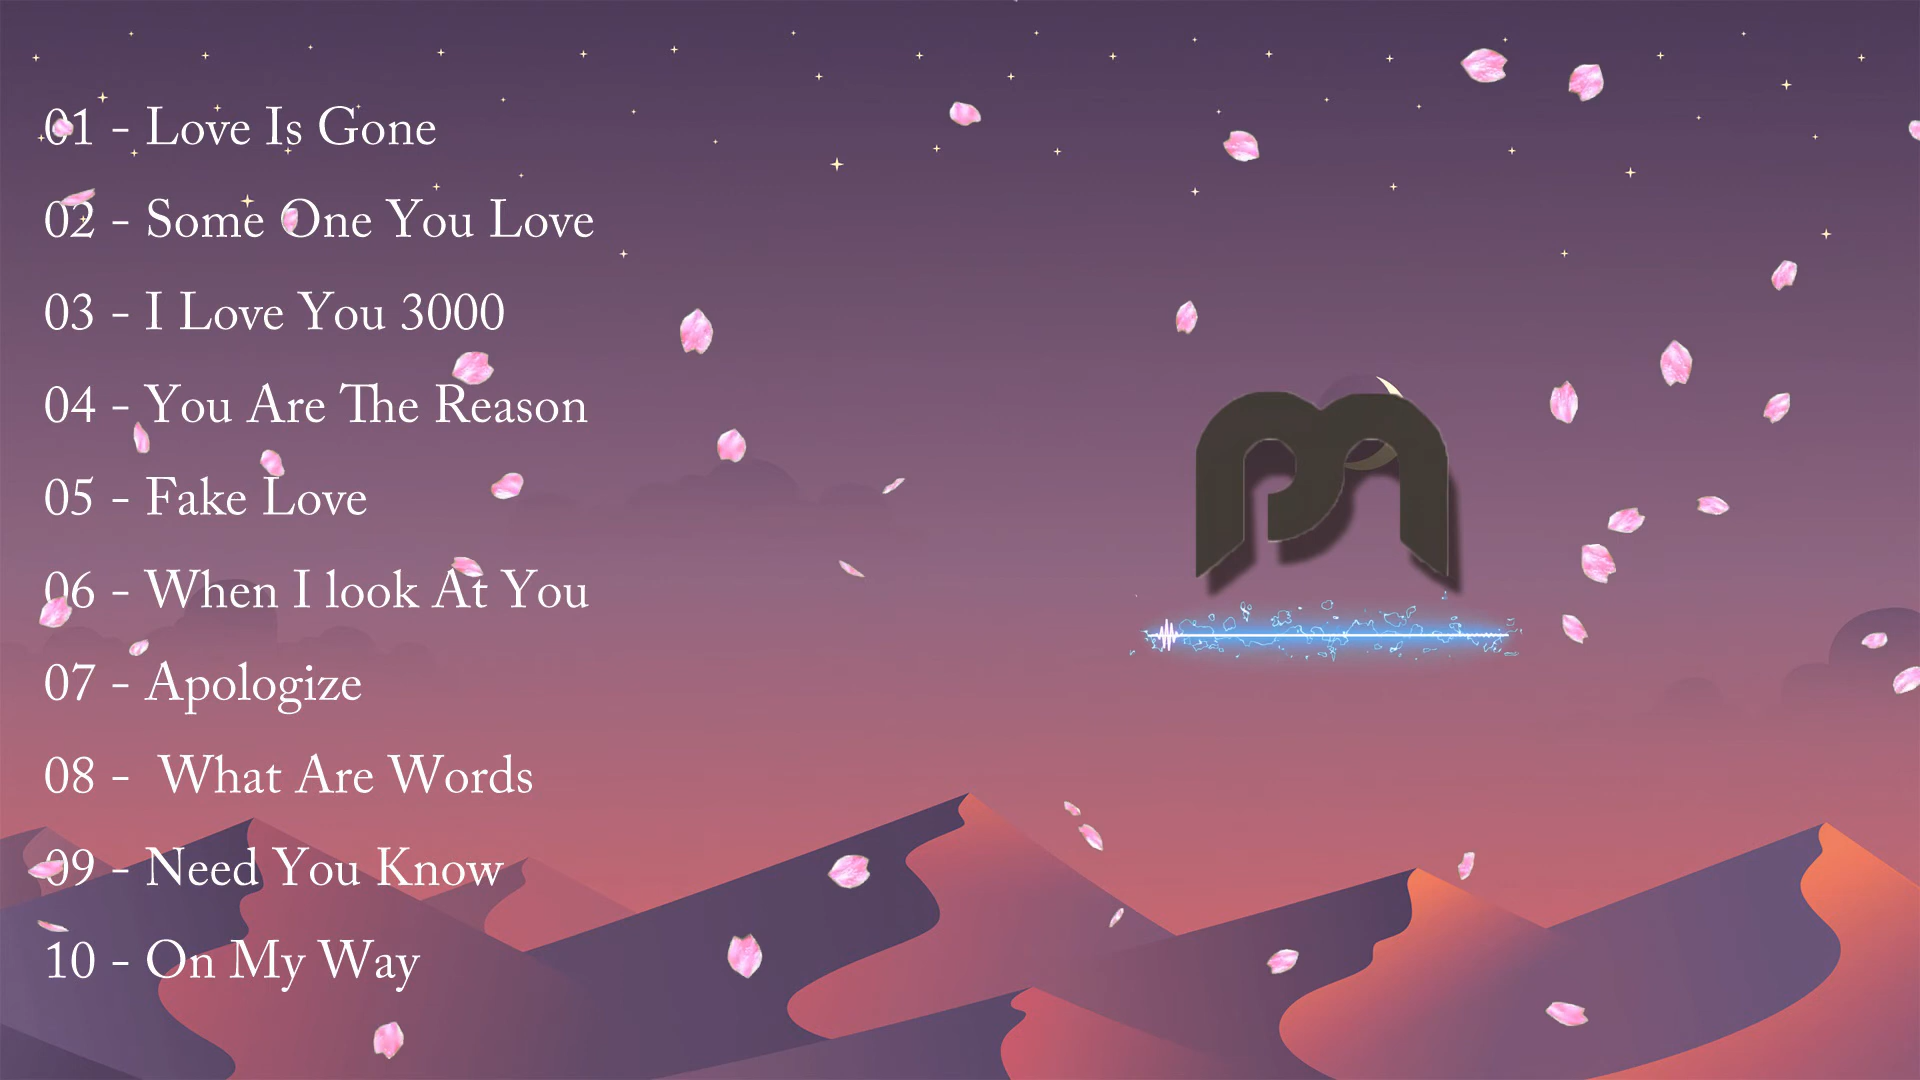 01 - Love Is Gone
02 - Some One You Love
03 - I Love You 3000
04 - You Are The Reason
05 - Fake Love
06 - When I look At You
07 - Apologize
08 - What Are Words
09 - Need You Know
10 - On My Way